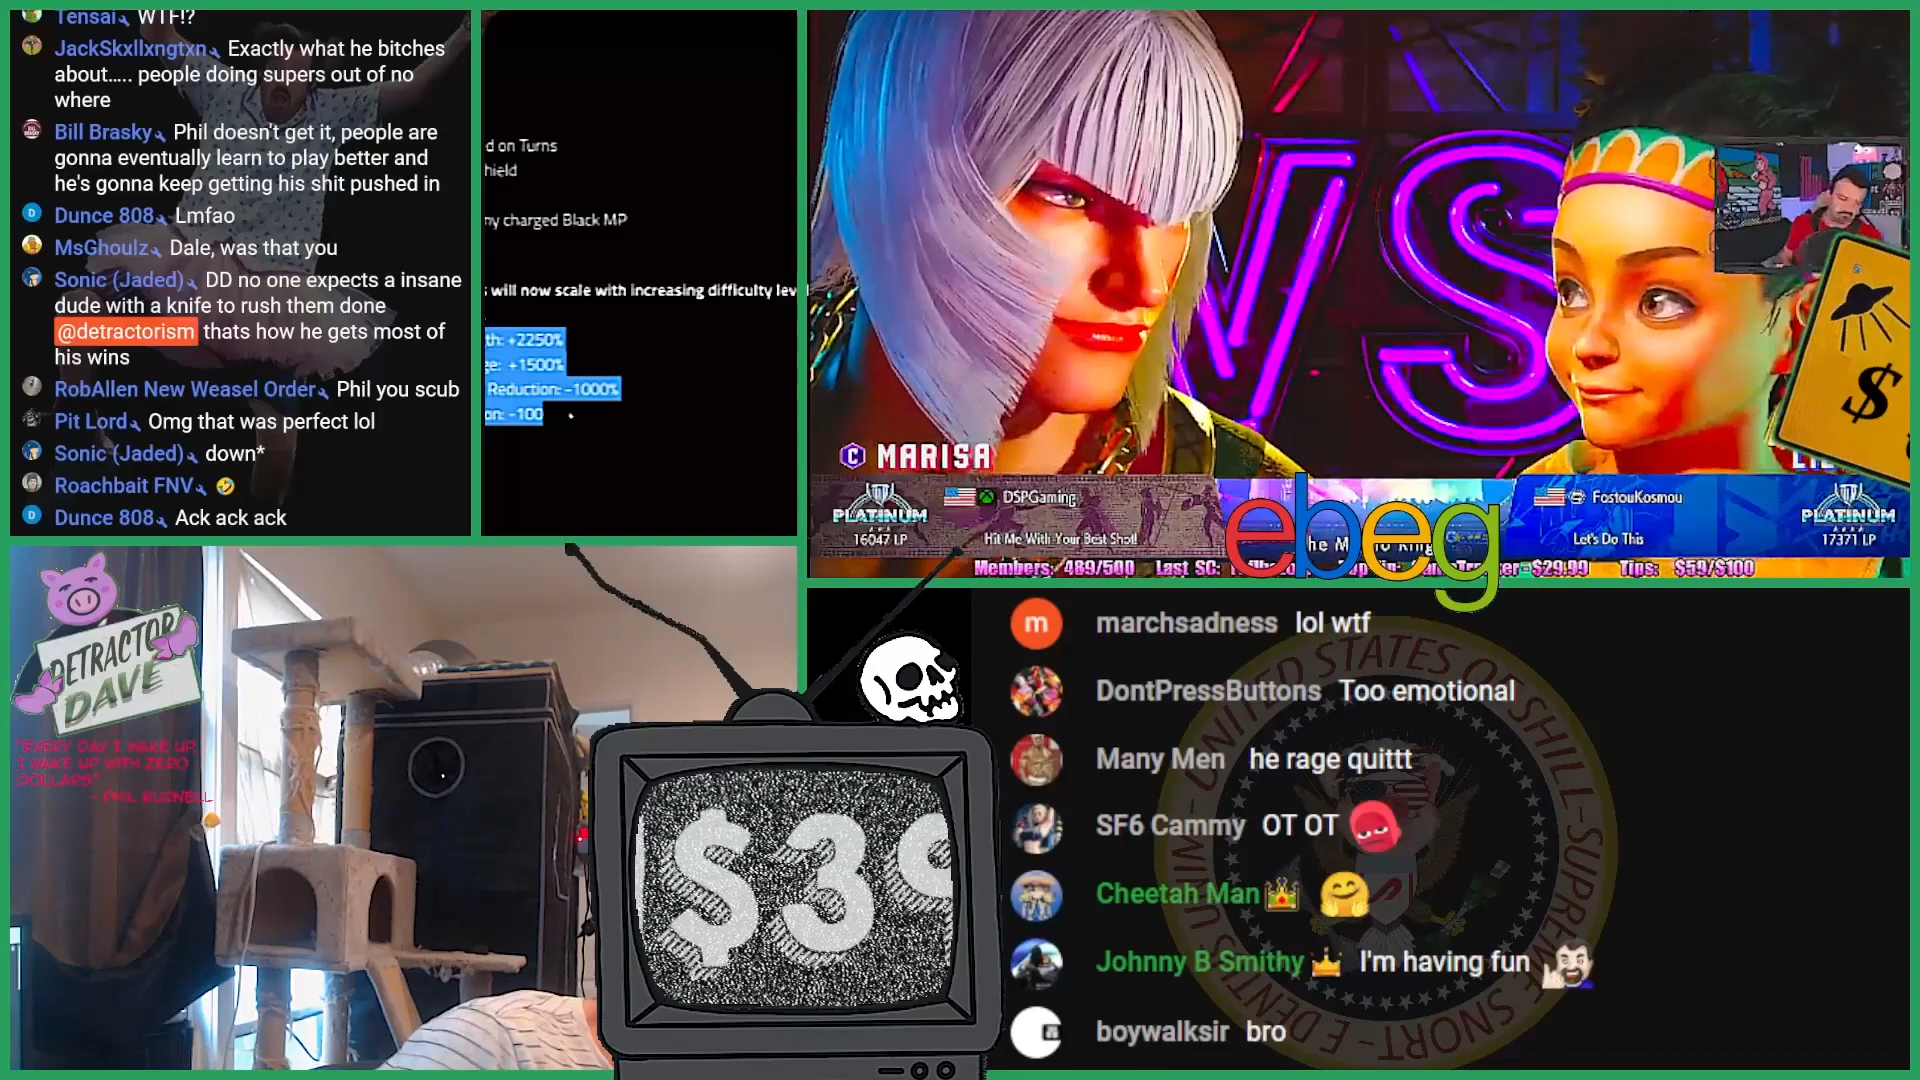 Tensai WTF!?
JackSkxllxngtxn Exactly what he bitches
about..... people doing supers out of no
where
Bill Brasky Phil doesn't get it, people are
gonna eventually learn to play better and
he's gonna keep getting his shit pushed in
Dunce 808 Lmfao
MsGhoulz Dale, was that you
Sonic (Jaded) DD no one expects a insane
dude with a knife to rush them done
@detractorism thats how he gets most of
his wins
RobAllen New Weasel Order Phil you scub
Pit Lord Omg that was perfect lol
Sonic (Jaded) down*
Roachbait FNV
Dunce 808 Ack ack ack
d on Turns
hield
ny charged Black MP
s will now scale with increasing difficulty lev
th: +2250%
ge: +1500%
Reduction: -1000%
on: -100
VS
C MARISA
$
PLATINUM
16047 LP
DSPGaming
Hit Me With Your Best Shot!
ebeg
FostouKosmou
Let's Do This
PLATINUM
17371 LP
Members: 489/500 Last SC:
-$29.99 Tips: $59/$100
DETRACTOR
DAVE
"EVERY DAY I WAKE UP,
I WAKE UP WITH ZERO
DOLLARS"
- PHIL BURNELL
$39
marchsadness lol wtf
DontPressButtons Too emotional
Many Men he rage quittt
SF6 Cammy OT OT
Cheetah Man
Johnny B Smithy I'm having fun
boywalksir bro